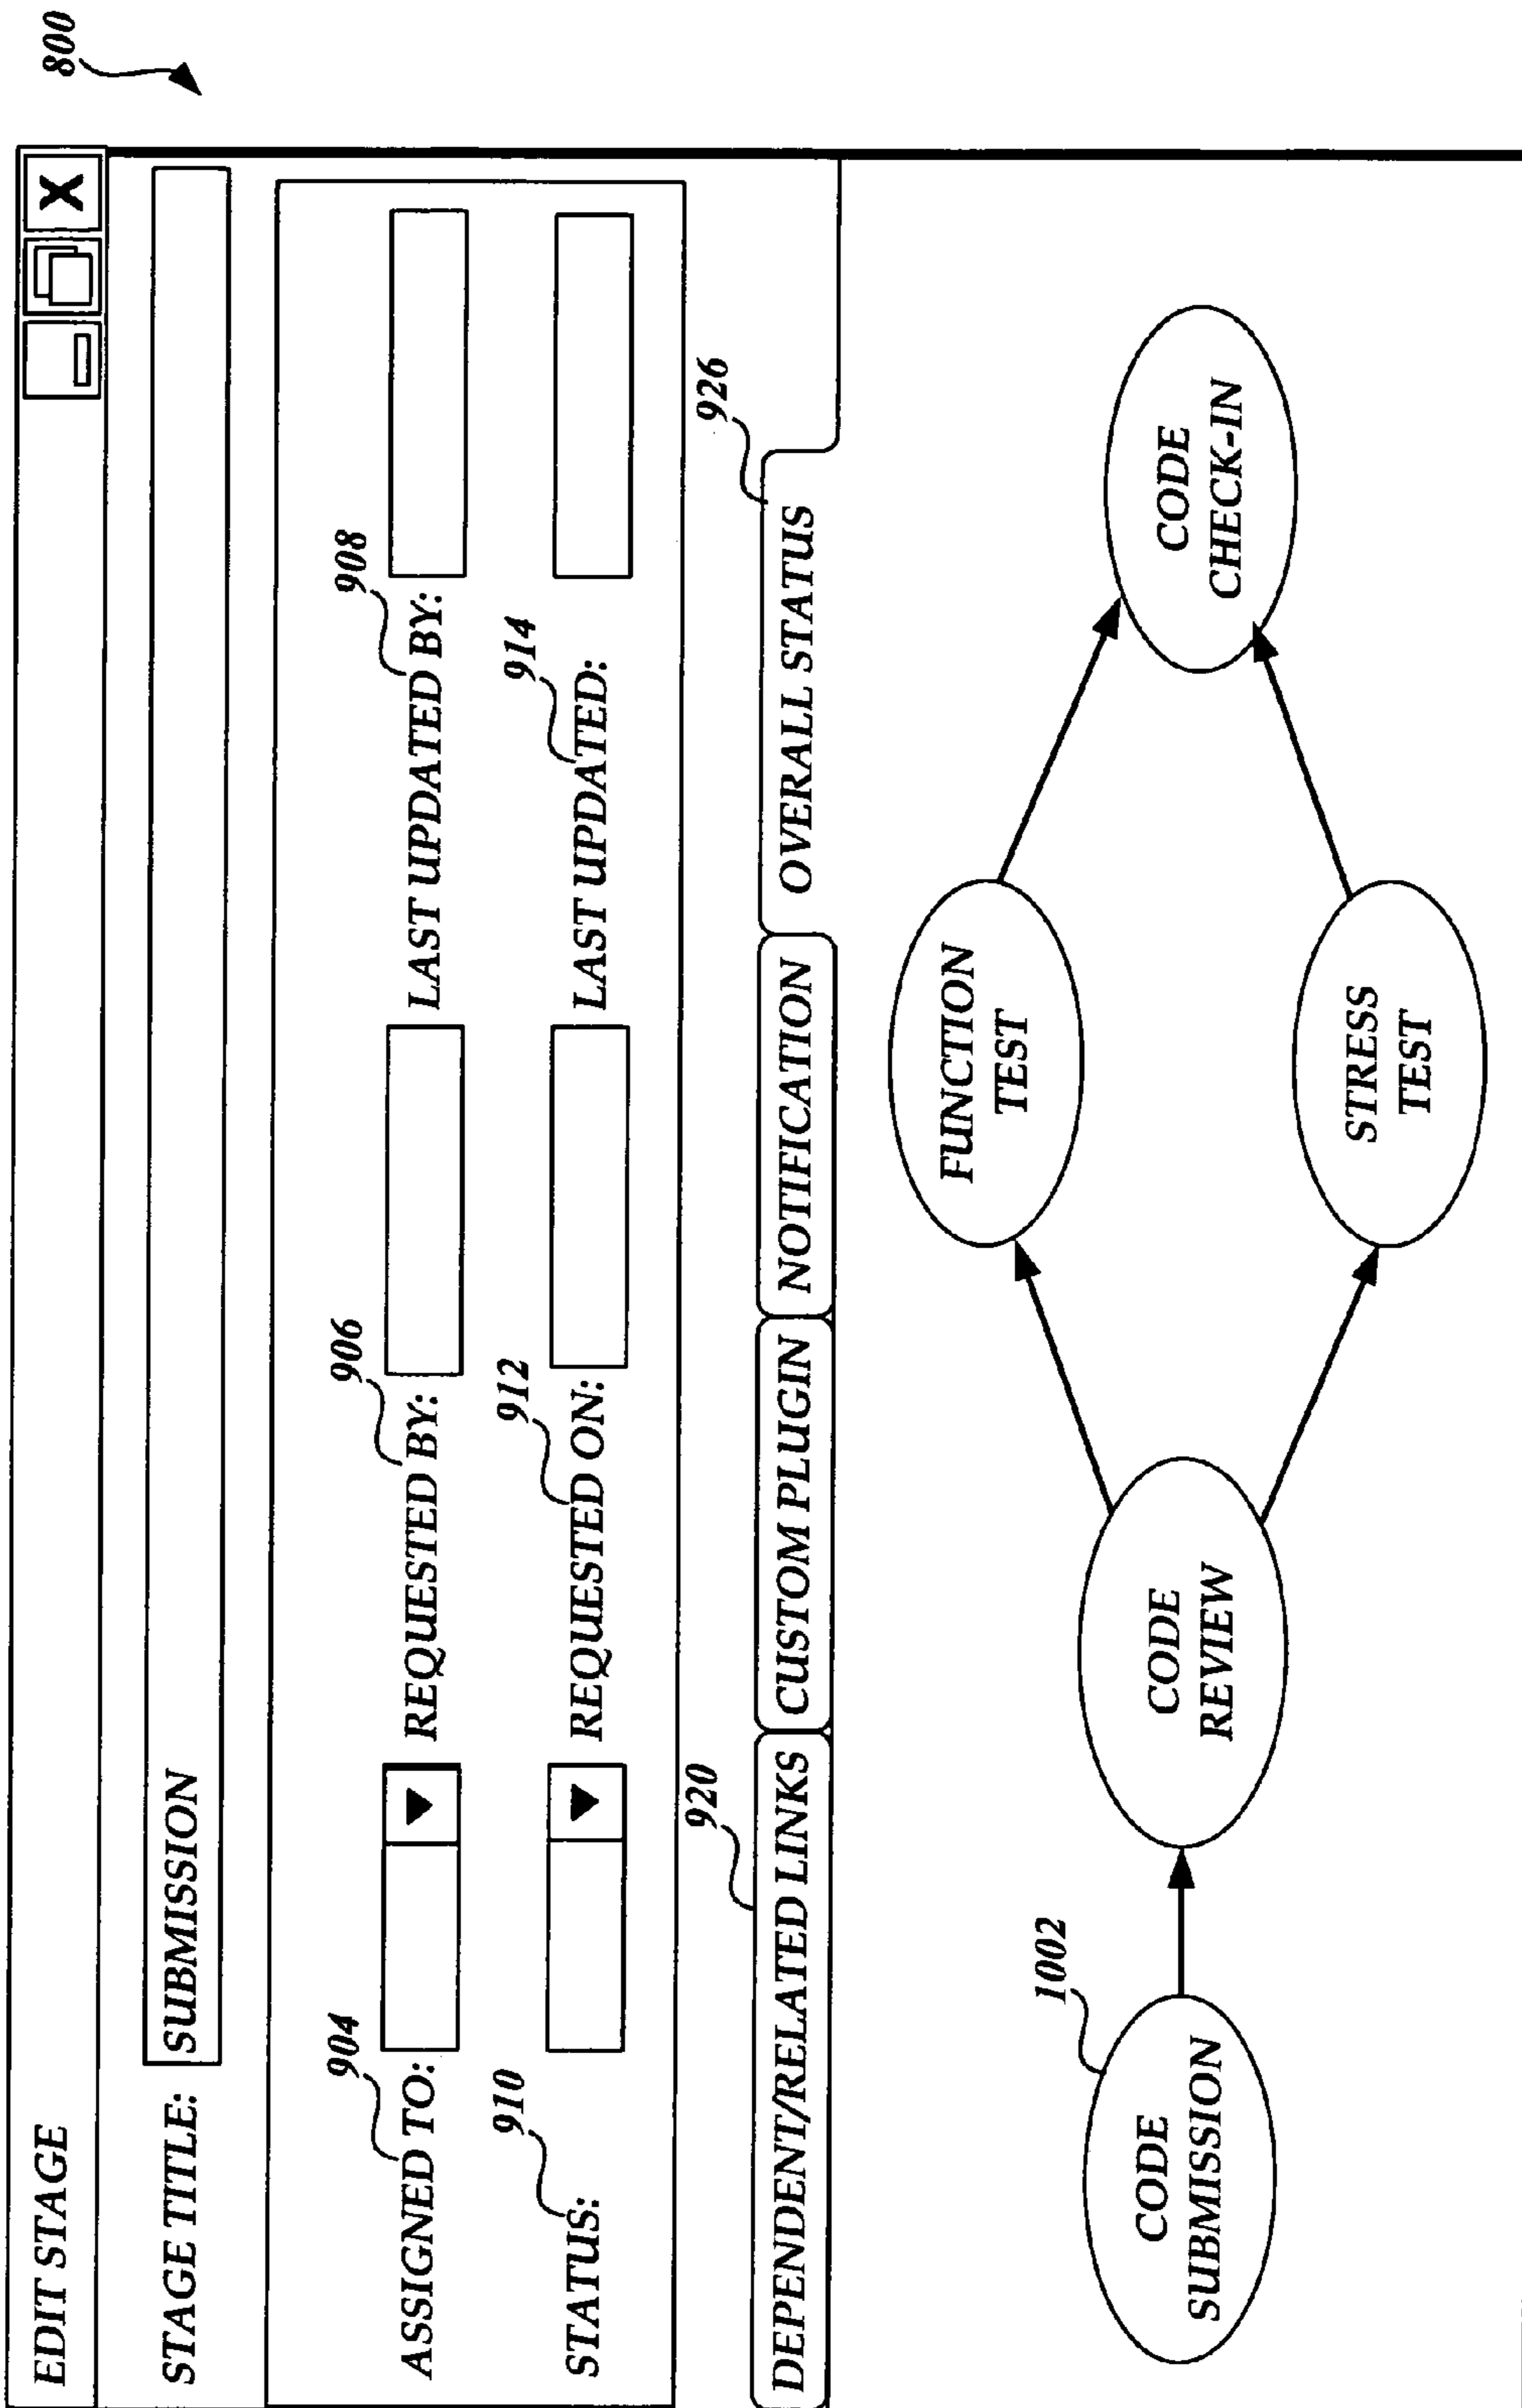 800
EDIT STAGE
X
STAGE TITLE: SUBMISSION
904 906 908
ASSIGNED TO: REQUESTED BY: LAST UPDATED BY:
910 912 914
STATUS: REQUESTED ON: LAST UPDATED:
920 926
DEPENDENT/RELATED LINKS CUSTOM PLUGIN NOTIFICATION OVERALL STATUS
1002
CODE
SUBMISSION
CODE
REVIEW
FUNCTION
TEST
STRESS
TEST
CODE
CHECK-IN